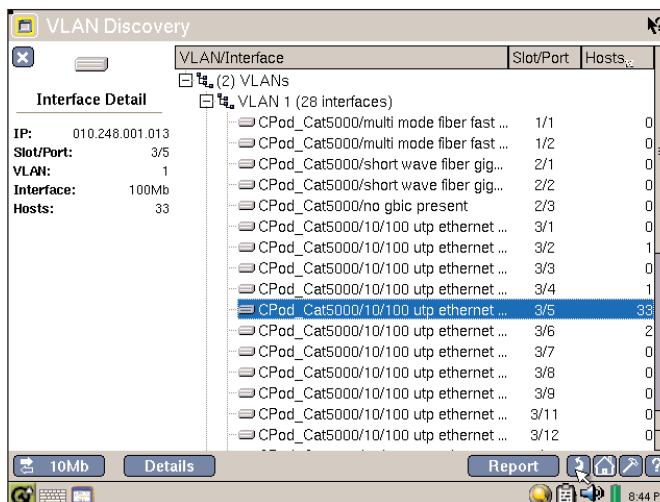 VLAN Discovery
VLAN/Interface Slot/Port Hosts
(2) VLANs
VLAN 1 (28 interfaces)
Interface Detail
IP: 010.248.001.013
Slot/Port: 3/5
VLAN: 1
Interface: 100Mb
Hosts: 33
CPod_Cat5000/multi mode fiber fast ... 1/1 0
CPod_Cat5000/multi mode fiber fast ... 1/2 0
CPod_Cat5000/short wave fiber gig... 2/1 0
CPod_Cat5000/short wave fiber gig... 2/2 0
CPod_Cat5000/no gbic present 2/3 0
CPod_Cat5000/10/100 utp ethernet ... 3/1 0
CPod_Cat5000/10/100 utp ethernet ... 3/2 1
CPod_Cat5000/10/100 utp ethernet ... 3/3 0
CPod_Cat5000/10/100 utp ethernet ... 3/4 1
CPod_Cat5000/10/100 utp ethernet ... 3/5 33
CPod_Cat5000/10/100 utp ethernet ... 3/6 2
CPod_Cat5000/10/100 utp ethernet ... 3/7 0
CPod_Cat5000/10/100 utp ethernet ... 3/8 0
CPod_Cat5000/10/100 utp ethernet ... 3/9 0
CPod_Cat5000/10/100 utp ethernet ... 3/11 0
CPod_Cat5000/10/100 utp ethernet ... 3/12 0
10Mb Details Report ?
8:44 P